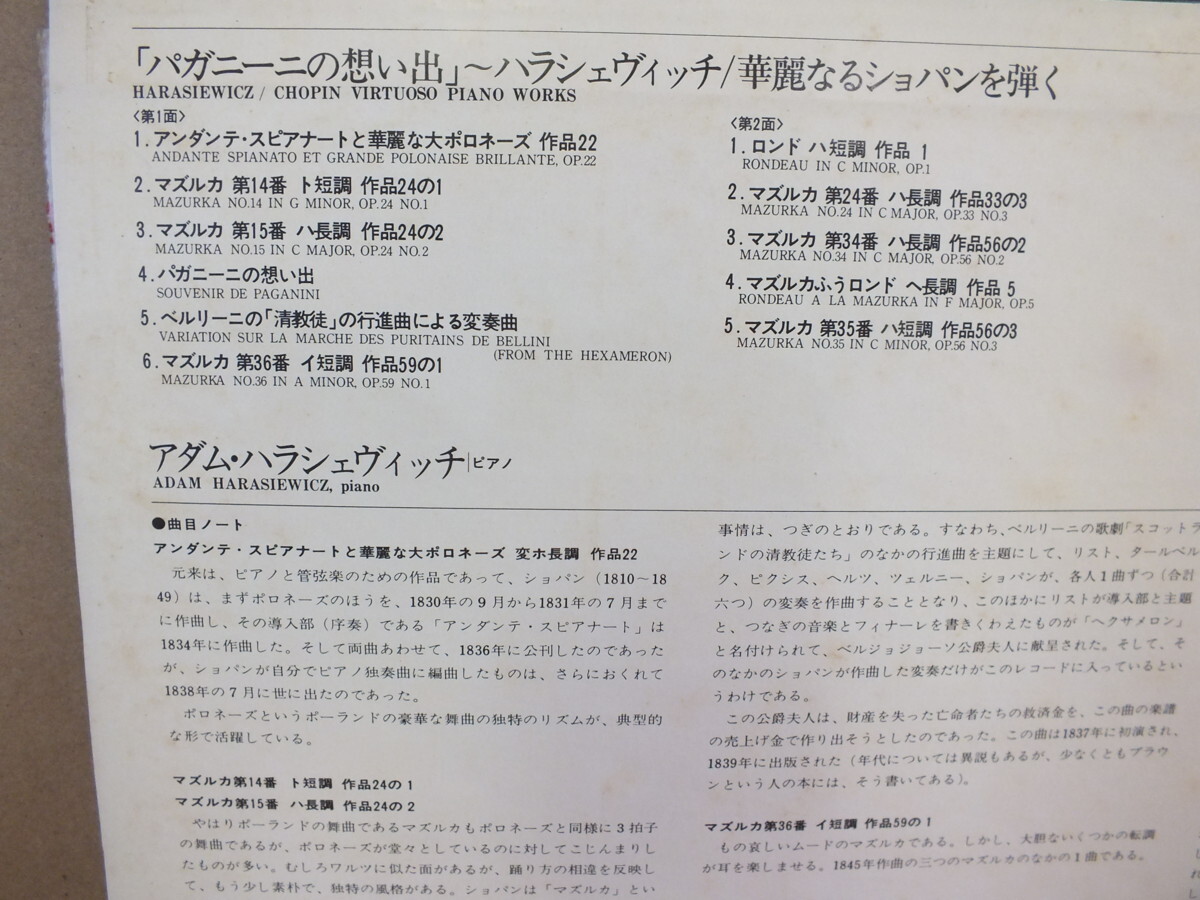 「パガニーニの想い出」～ハラシェヴィッチ/華麗なるショパンを弾く
HARASIEWICZ / CHOPIN VIRTUOSO PIANO WORKS
〈第1面〉
1. アンダンテ・スピアナートと華麗な大ポロネーズ 作品22
ANDANTE SPIANATO ET GRANDE POLONAISE BRILLANTE, OP.22
2. マズルカ 第14番 ト短調 作品24の1
MAZURKA NO.14 IN G MINOR, OP.24 NO.1
3. マズルカ 第15番 ハ長調 作品24の2
MAZURKA NO.15 IN C MAJOR, OP.24 NO.2
4. パガニーニの想い出
SOUVENIR DE PAGANINI
5. ベルリーニの「清教徒」の行進曲による変奏曲
VARIATION SUR LA MARCHE DES PURITAINS DE BELLINI
(FROM THE HEXAMERON)
6. マズルカ 第36番 イ短調 作品59の1
MAZURKA NO.36 IN A MINOR, OP.59 NO.1
〈第2面〉
1. ロンド ハ短調 作品 1
RONDEAU IN C MINOR, OP.1
2. マズルカ 第24番 ハ長調 作品33の3
MAZURKA NO.24 IN C MAJOR, OP.33 NO.3
3. マズルカ 第34番 ハ長調 作品56の2
MAZURKA NO.34 IN C MAJOR, OP.56 NO.2
4. マズルカふうロンド ヘ長調 作品 5
RONDEAU A LA MAZURKA IN F MAJOR, OP.5
5. マズルカ 第35番 ハ短調 作品56の3
MAZURKA NO.35 IN C MINOR, OP.56 NO.3
アダム・ハラシェヴィッチ|ピアノ
ADAM HARASIEWICZ, piano
●曲目ノート
アンダンテ・スピアナートと華麗な大ポロネーズ 変ホ長調 作品22
元来は、ピアノと管弦楽のための作品であって、ショパン（1810〜18
49）は、まずポロネーズのほうを、1830年の9月から1831年の7月まで
に作曲し、その導入部（序奏）である「アンダンテ・スピアナート」は
1834年に作曲した。そして両曲あわせて、1836年に公刊したのであった
が、ショパンが自分でピアノ独奏曲に編曲したものは、さらにおくれて
1838年の7月に世に出たのであった。
ポロネーズというポーランドの豪華な舞曲の独特のリズムが、典型的
な形で活躍している。
マズルカ第14番 ト短調 作品24の1
マズルカ第15番 ハ長調 作品24の2
やはりポーランドの舞曲であるマズルカもポロネーズと同様に3拍子
の舞曲であるが、ポロネーズが堂々としているのに対してこじんまりし
たものが多い。むしろワルツに似た面があるが、踊り方の相違を反映し
て、もう少し素朴で、独特の風格がある。ショパンは「マズルカ」とい
事情は、つぎのとおりである。すなわち、ベルリーニの歌劇「スコットラ
ンドの清教徒たち」のなかの行進曲を主題にして、リスト、タールベル
ク、ピクシス、ヘルツ、ツェルニー、ショパンが、各人1曲ずつ（合計
六つ）の変奏を作曲することとなり、このほかにリストが導入部と主題
と、つなぎの音楽とフィナーレを書きくわえたものが「ヘクサメロン」
と名付けられて、ベルジョジョーソ公爵夫人に献呈された。そして、そ
のなかのショパンが作曲した変奏だけがこのレコードに入っているとい
うわけである。
この公爵夫人は、財産を失った亡命者たちの救済金を、この曲の楽譜
の売上げ金で作り出そうとしたのであった。この曲は1837年に初演され、
1839年に出版された（年代については異説もあるが、少なくともブラウ
ンという人の本には、そう書いてある）。
マズルカ第36番 イ短調 作品59の1
もの哀しいムードのマズルカである。しかし、大胆ないくつかの転調
が耳を楽しませる。1845年作曲の三つのマズルカのなかの1曲である。